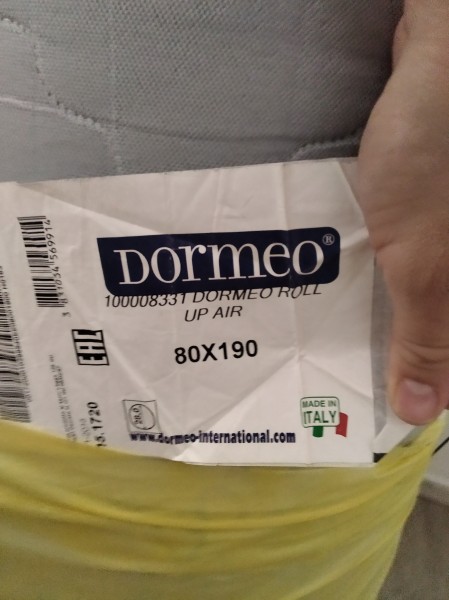 Dormeo®
100008331 DORMEO ROLL
UP AIR
80X190
MADE IN
ITALY
www.dormeo-international.com
EAC